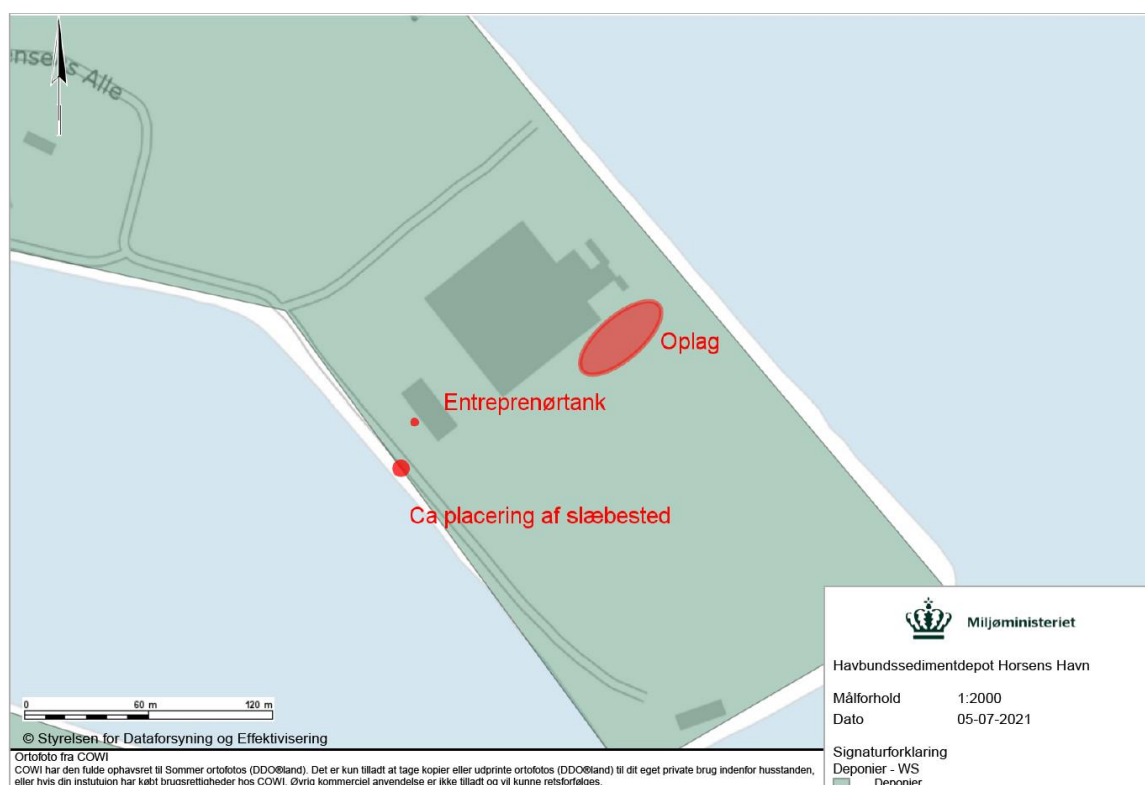 ensens Alle
Oplag
Entreprenørtank
Ca placering af slæbested
0 60 m 120 m
© Styrelsen for Dataforsyning og Effektivisering
Ortofoto fra COWI
COWI har den fulde ophavsret til Sommer ortofotos (DDO®land). Det er kun tilladt at tage kopier eller udprinte ortofotos (DDO®land) til dit eget private brug indenfor husstanden,
eller hvis din instutuion har købt brugsrettigheder hos COWI. Øvrig kommerciel anvendelse er ikke tilladt og vil kunne retsforfølges.
Miljøministeriet
Havbundssedimentdepot Horsens Havn
Målforhold 1:2000
Dato 05-07-2021
Signaturforklaring
Deponier - WS
Deponier